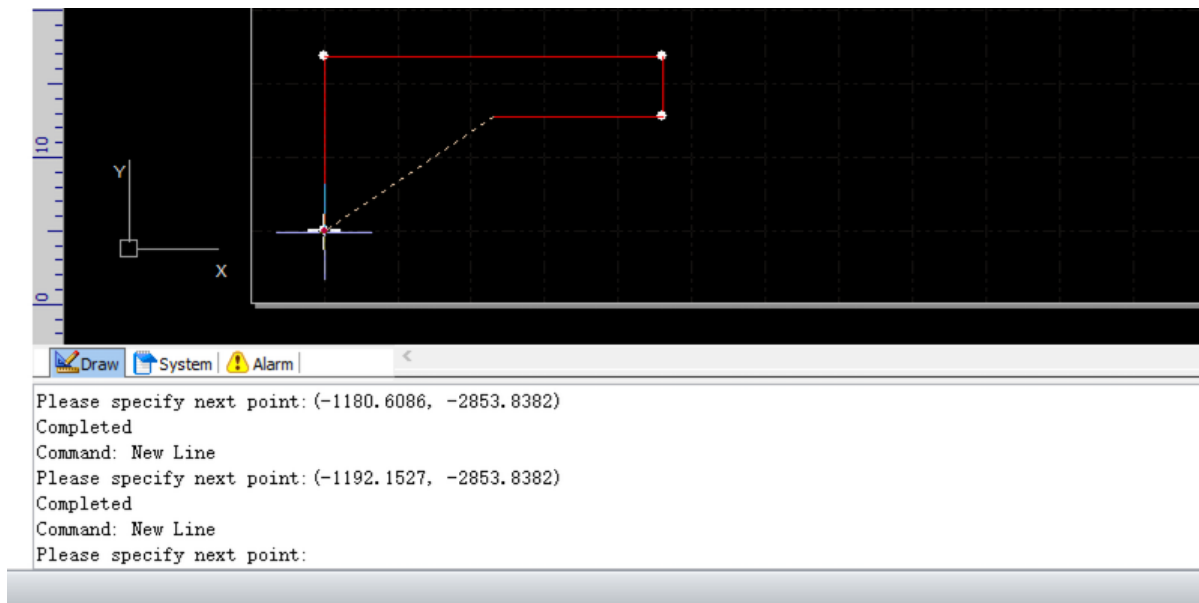 10
Y
X
0
Draw System Alarm
Please specify next point:(-1180.6086, -2853.8382)
Completed
Command: New Line
Please specify next point:(-1192.1527, -2853.8382)
Completed
Command: New Line
Please specify next point: